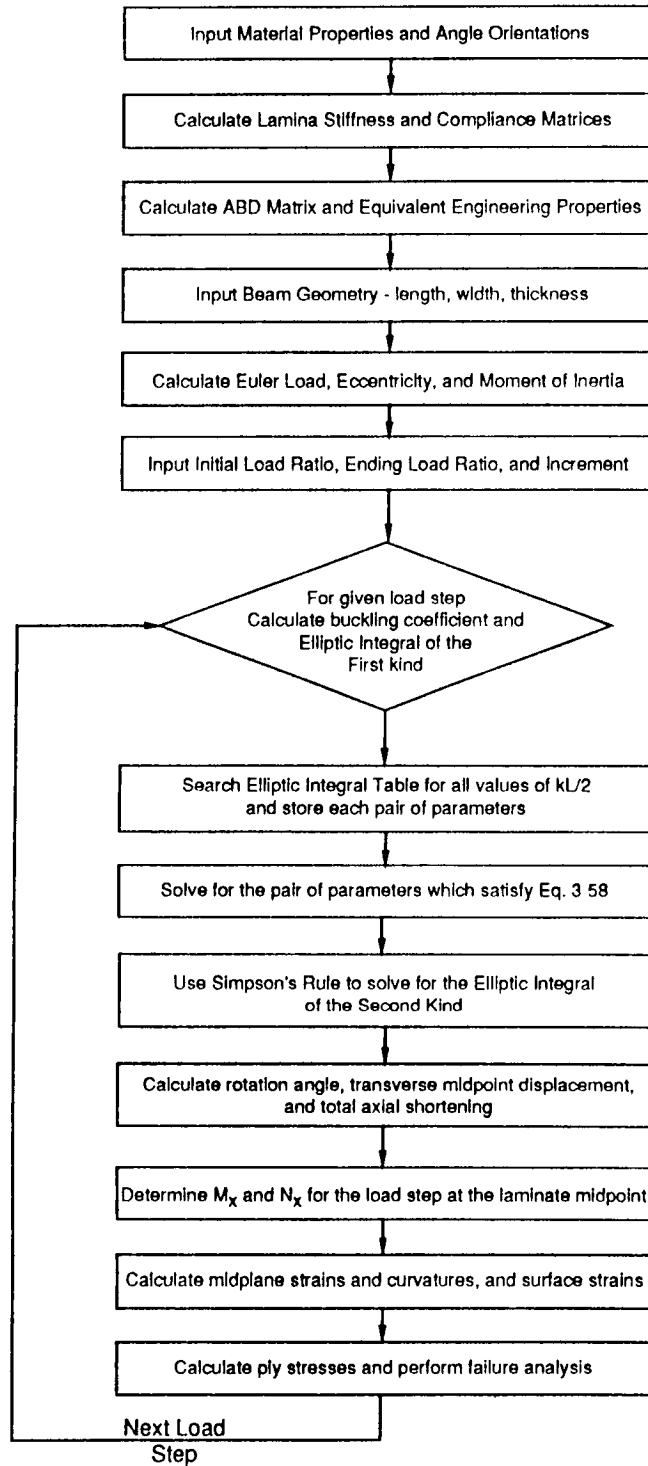 Input Material Properties and Angle Orientations
Calculate Lamina Stiffness and Compliance Matrices
Calculate ABD Matrix and Equivalent Engineering Properties
Input Beam Geometry - length, width, thickness
Calculate Euler Load, Eccentricity, and Moment of Inertia
Input Initial Load Ratio, Ending Load Ratio, and Increment
For given load step
Calculate buckling coefficient and
Elliptic Integral of the
First kind
Search Elliptic Integral Table for all values of kL/2
and store each pair of parameters
Solve for the pair of parameters which satisfy Eq. 3 58
Use Simpson's Rule to solve for the Elliptic Integral
of the Second Kind
Calculate rotation angle, transverse midpoint displacement,
and total axial shortening
Determine Mx and Nx for the load step at the laminate midpoint
Calculate midplane strains and curvatures, and surface strains
Calculate ply stresses and perform failure analysis
Next Load
Step